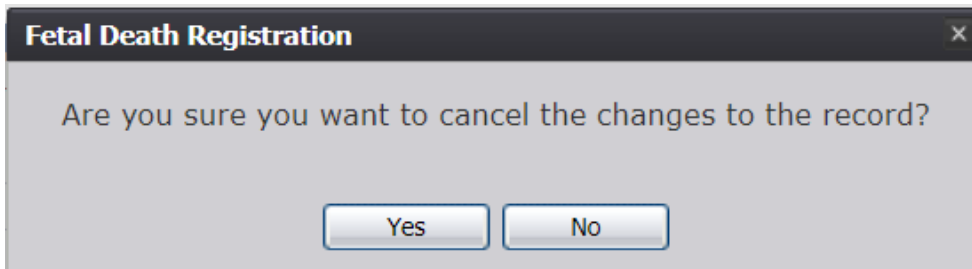 Fetal Death Registration
Are you sure you want to cancel the changes to the record?
Yes No